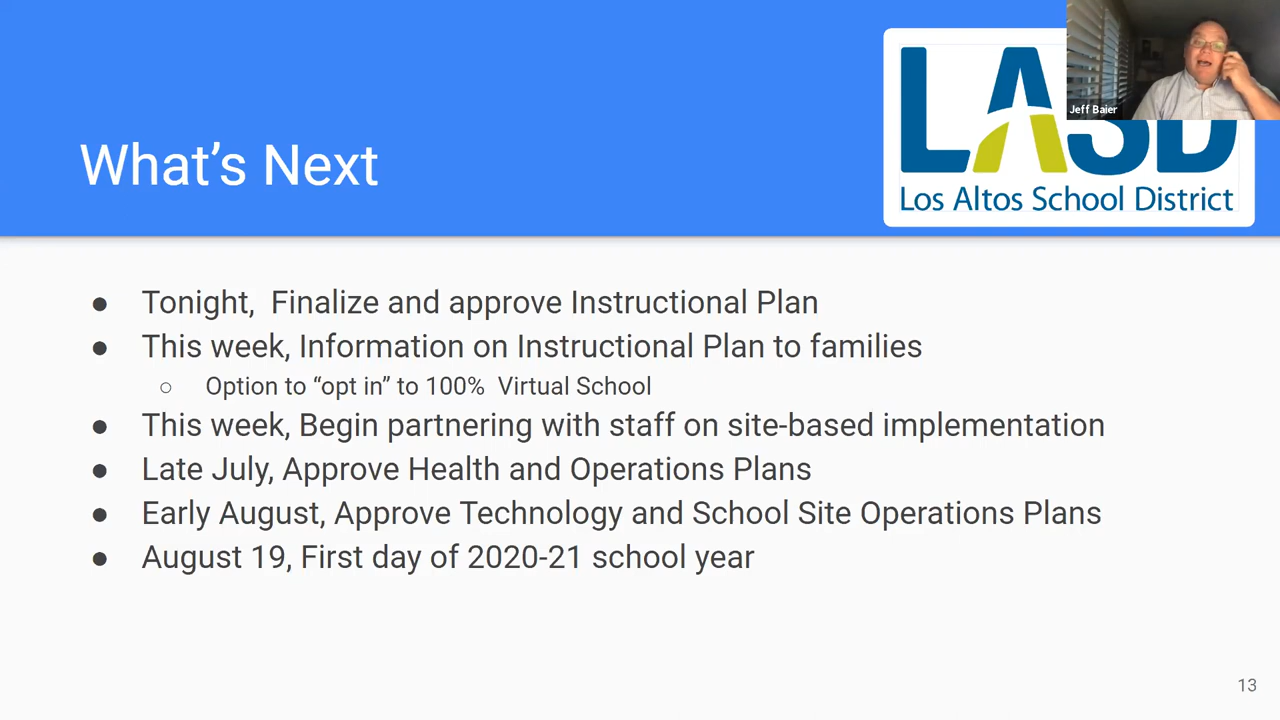 What's Next
LASD
Los Altos School District
Jeff Baier
● Tonight,  Finalize and approve Instructional Plan
● This week, Information on Instructional Plan to families
○ Option to “opt in” to 100%  Virtual School
● This week, Begin partnering with staff on site-based implementation
● Late July, Approve Health and Operations Plans
● Early August, Approve Technology and School Site Operations Plans
● August 19, First day of 2020-21 school year
13